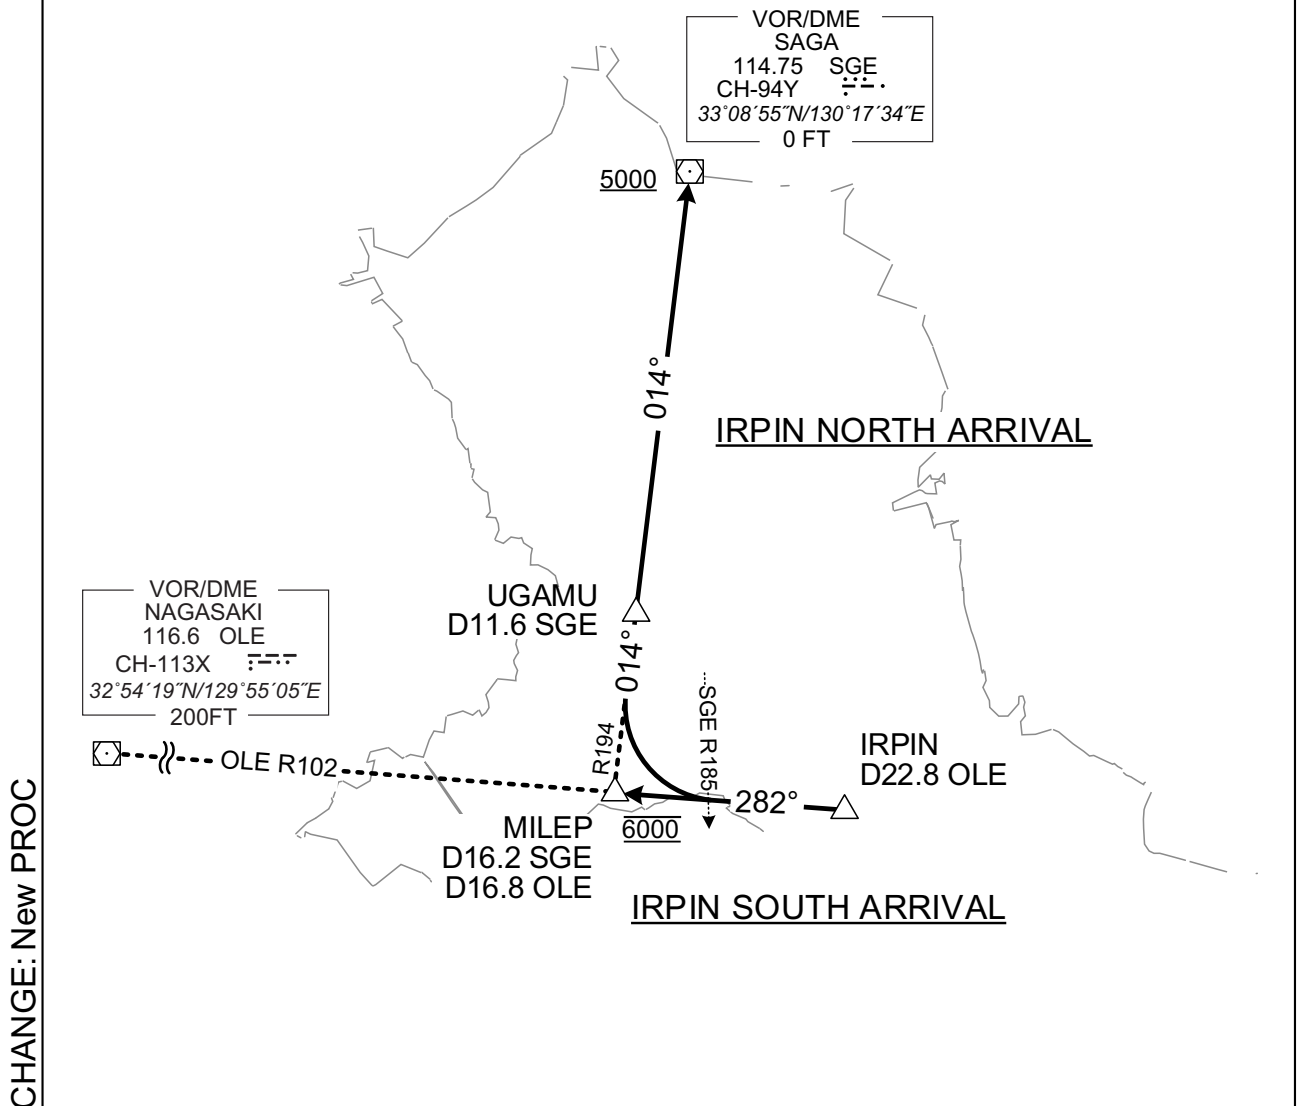 VOR/DME
SAGA
114.75 SGE
CH-94Y
33°08´55˝N/130°17´34˝E
0 FT
5000
014°
IRPIN NORTH ARRIVAL
UGAMU
D11.6 SGE
VOR/DME
NAGASAKI
116.6 OLE
CH-113X
32°54´19˝N/129°55´05˝E
200FT
014°
SGE R185
R194
OLE R102
IRPIN
D22.8 OLE
282°
6000
MILEP
D16.2 SGE
D16.8 OLE
IRPIN SOUTH ARRIVAL
CHANGE: New PROC